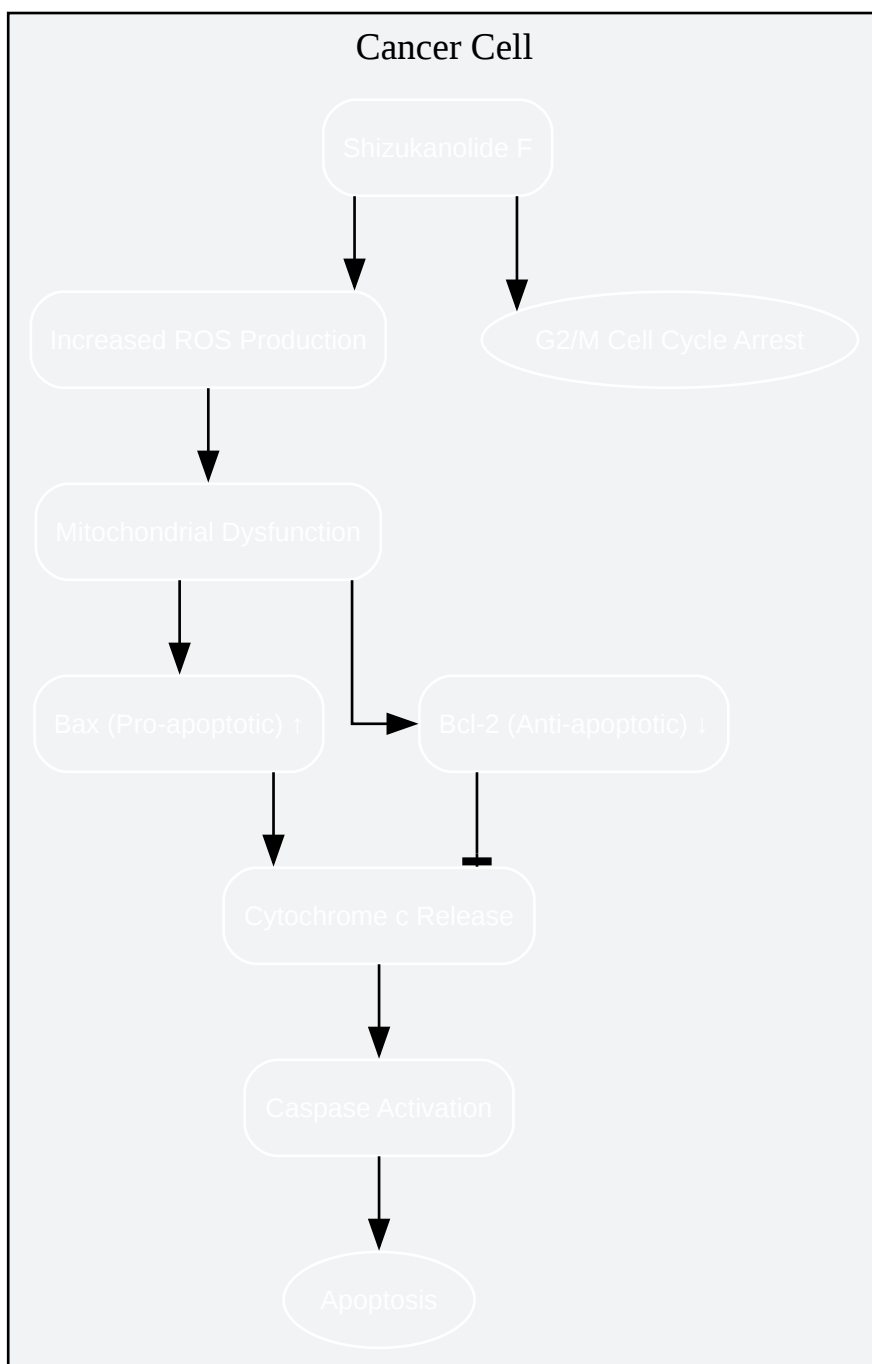 Cancer Cell
Shizukanolide F
Increased ROS Production
G2/M Cell Cycle Arrest
Mitochondrial Dysfunction
Bax (Pro-apoptotic) ↑
Bcl-2 (Anti-apoptotic) ↓
Cytochrome c Release
Caspase Activation
Apoptosis